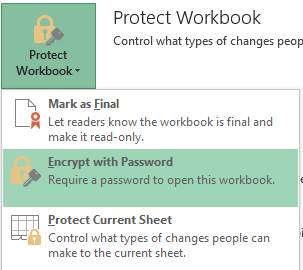 Protect Workbook
Control what types of changes peop
Protect
Workbook
Mark as Final
Let readers know the workbook is final and
make it read-only.
Encrypt with Password
Require a password to open this workbook.
Protect Current Sheet
Control what types of changes people can
make to the current sheet.